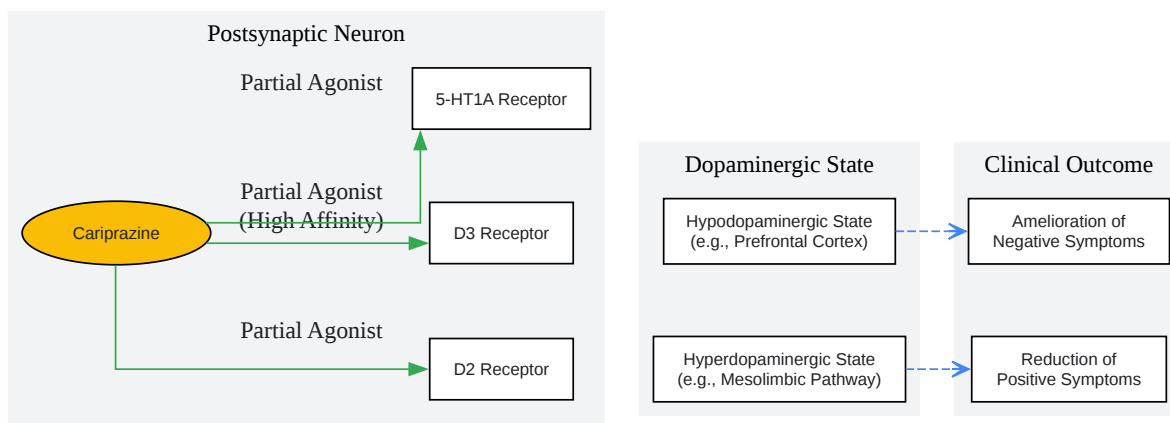 Postsynaptic Neuron
Partial Agonist
5-HT1A Receptor
Partial Agonist
(High Affinity)
Cariprazine
D3 Receptor
Partial Agonist
D2 Receptor
Dopaminergic State
Hypodopaminergic State
(e.g., Prefrontal Cortex)
Hyperdopaminergic State
(e.g., Mesolimbic Pathway)
Clinical Outcome
Amelioration of
Negative Symptoms
Reduction of
Positive Symptoms